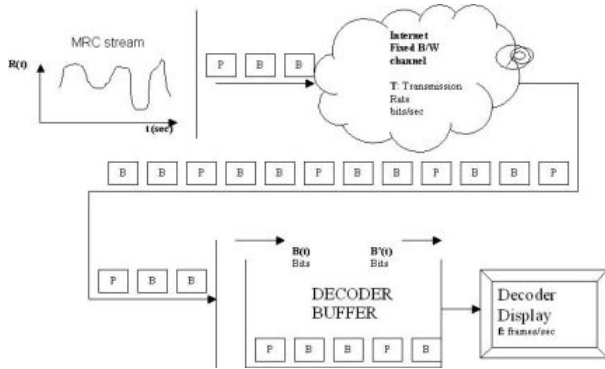 MRC stream
R(t)
t (sec)
P B B
Internet
Fixed B/W
channel
T: Transmission
Rate
bits/sec
B B P B B P B B P B B P
P B B
B(t)
Bits
B'(t)
Bits
DECODER
BUFFER
P B B P B
Decoder
Display
f: frames/sec